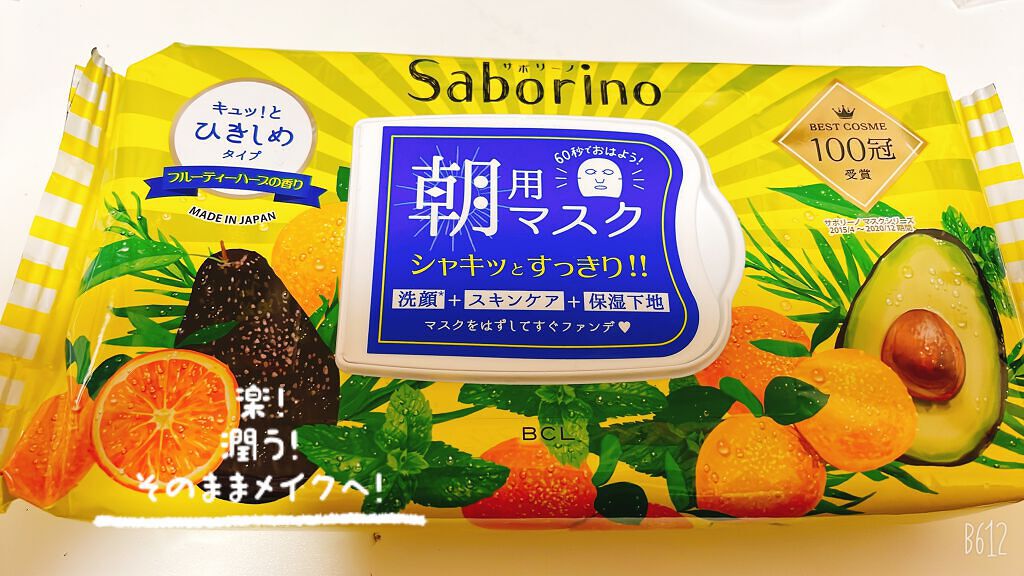 サボリーノ
Saborino
キュッ!と
ひきしめ
タイプ
フルーティーハーブの香り
MADE IN JAPAN
60秒でおはよう!
朝用マスク
シャキッとすっきり!!
洗顔*+スキンケア+保湿下地
マスクをはずしてすぐファンデ♥
BEST COSME
100冠
受賞
サボリーノ マスクシリーズ
2015/4〜2020/12 期間
BCL
楽!
潤う!
そのままメイクへ!
B612